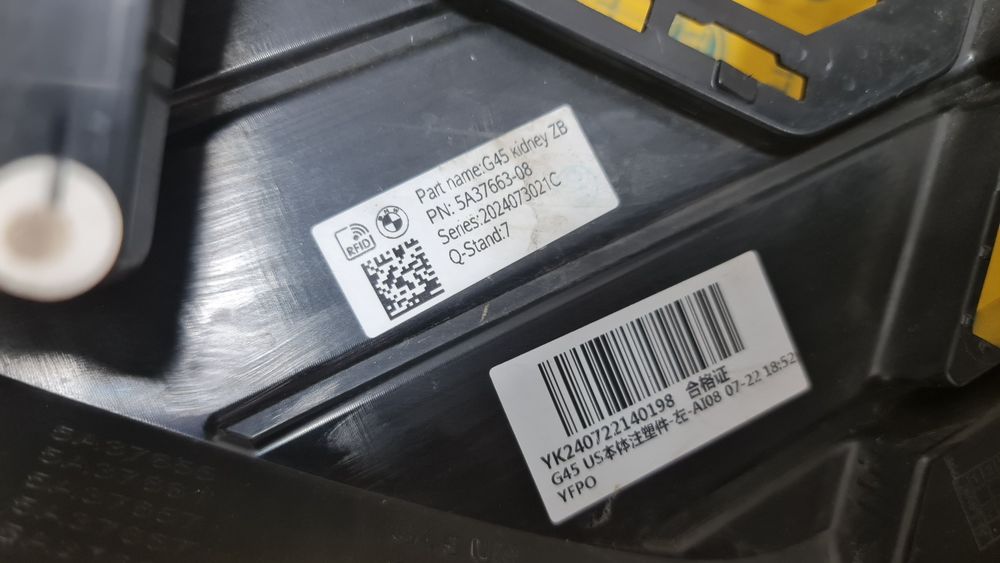 RFID
Part name:G45 kidney ZB
PN: 5A37663-08
Series:2024073021C
Q-Stand:7
YK240722140198 合格证
G45 US本体注塑件-左-AI08 07-22 18:52
YFPO